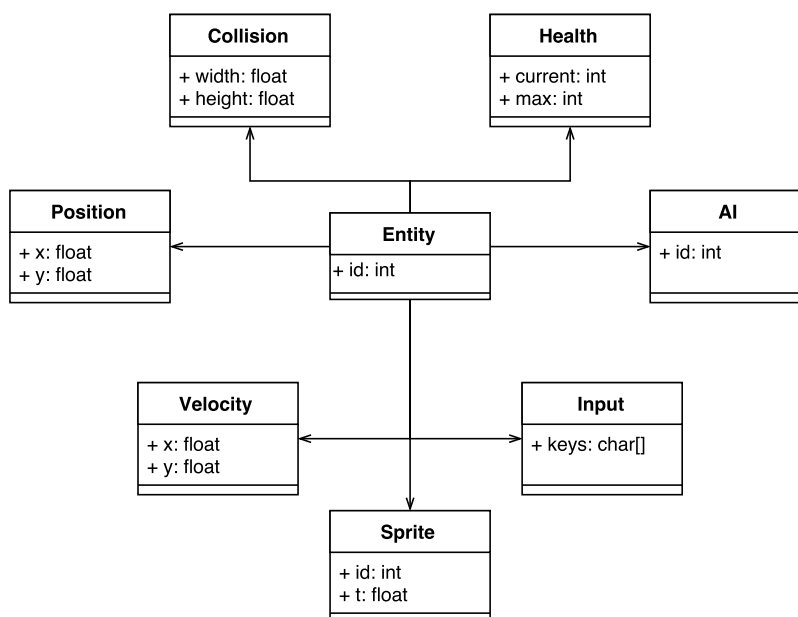 Collision
+ width: float
+ height: float
Health
+ current: int
+ max: int
Position
+ x: float
+ y: float
Entity
+ id: int
AI
+ id: int
Velocity
+ x: float
+ y: float
Input
+ keys: char[]
Sprite
+ id: int
+ t: float